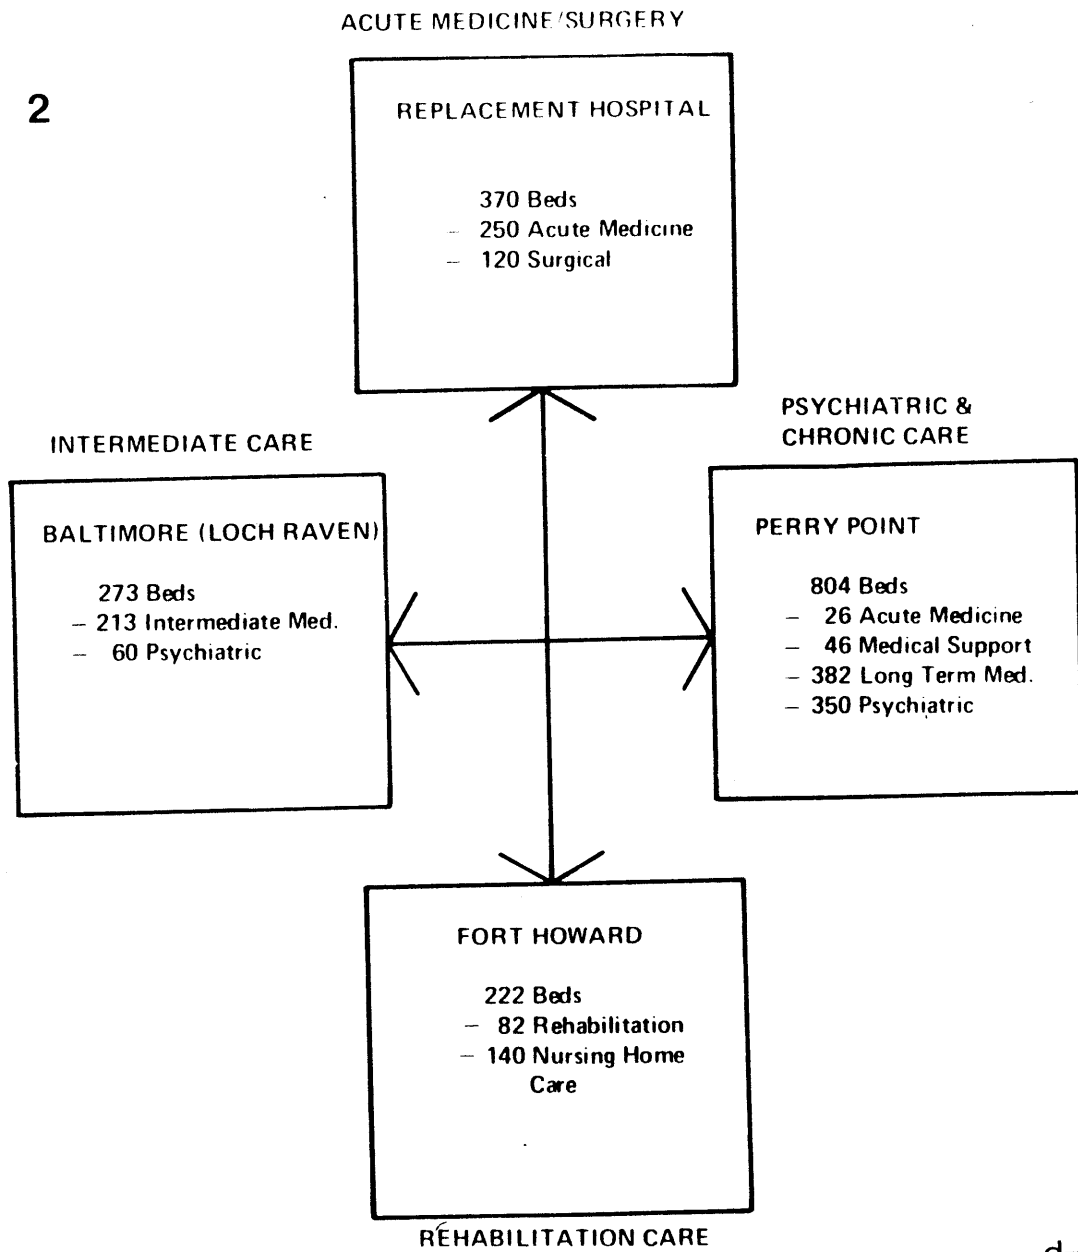 ACUTE MEDICINE/SURGERY
2
REPLACEMENT HOSPITAL
370 Beds
– 250 Acute Medicine
– 120 Surgical
PSYCHIATRIC &
CHRONIC CARE
INTERMEDIATE CARE
BALTIMORE (LOCH RAVEN)
273 Beds
– 213 Intermediate Med.
– 60 Psychiatric
PERRY POINT
804 Beds
– 26 Acute Medicine
– 46 Medical Support
– 382 Long Term Med.
– 350 Psychiatric
FORT HOWARD
222 Beds
– 82 Rehabilitation
– 140 Nursing Home
Care
REHABILITATION CARE